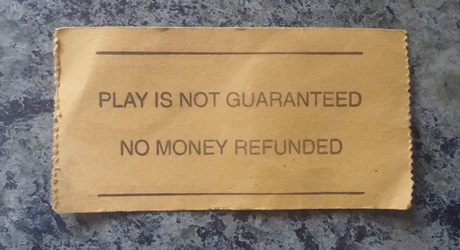 PLAY IS NOT GUARANTEED
NO MONEY REFUNDED